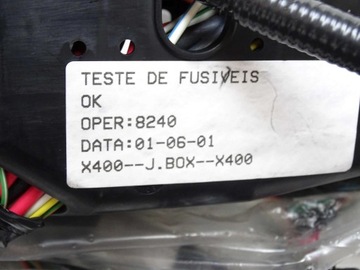 TESTE DE FUSIVEIS
OK
OPER:8240
DATA:01-06-01
X400--J.BOX--X400